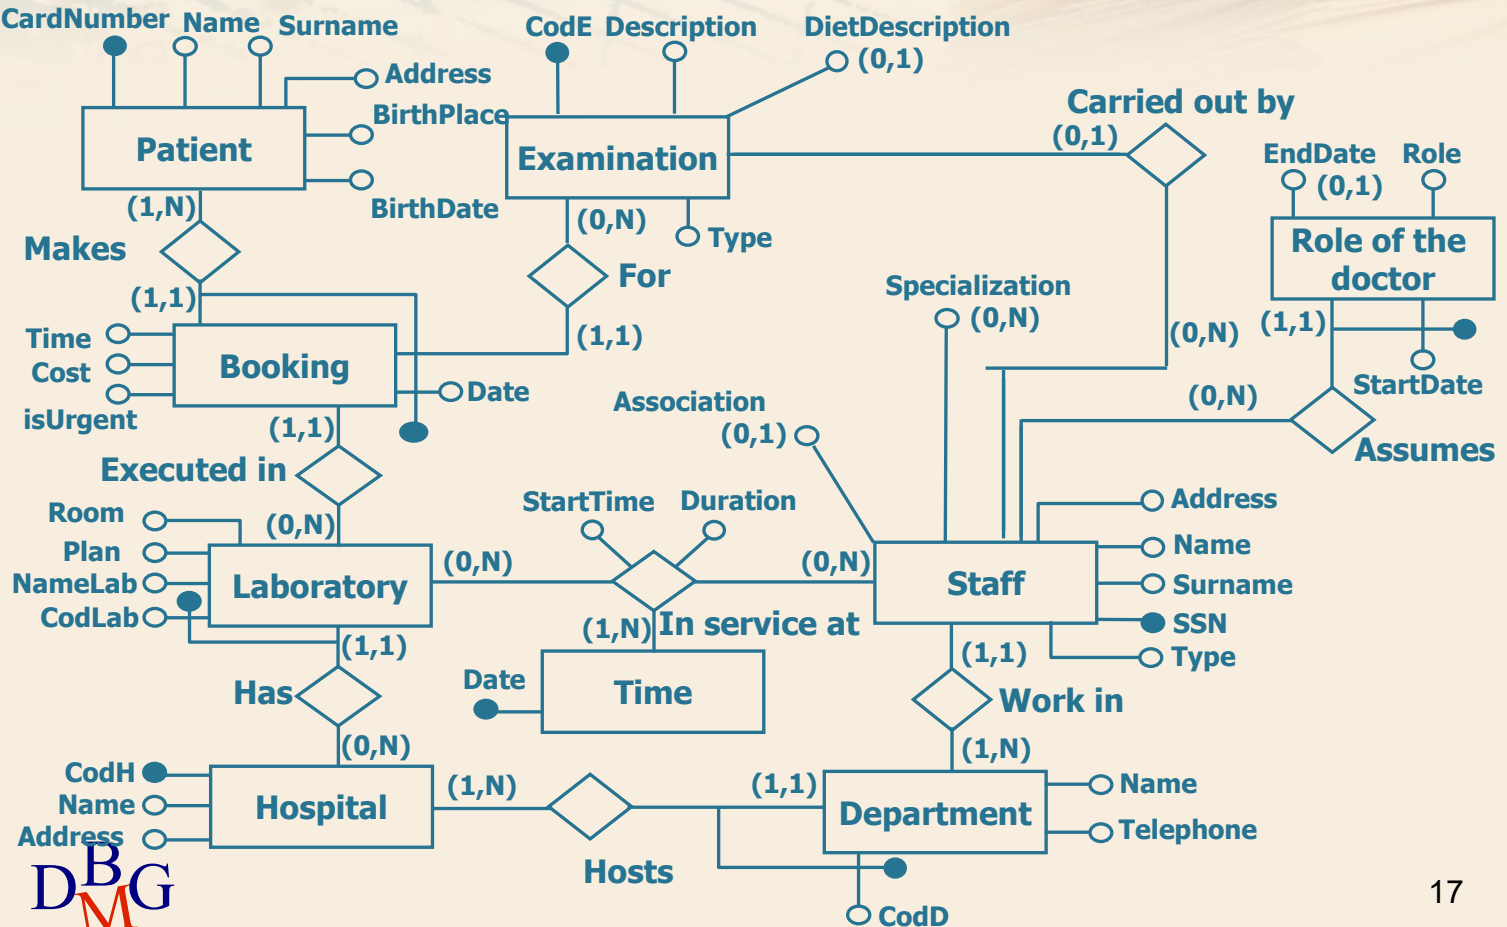 CardNumber Name Surname
CodE Description DietDescription
(0,1)
Address
BirthPlace
BirthDate
Patient
Examination
Carried out by
(0,1)
EndDate Role
(0,1)
(1,N)
(0,N)
Type
Role of the
doctor
Makes
For
(1,1)
(1,1)
Specialization
(0,N)
(0,N)
(1,1)
StartDate
Time
Cost
isUrgent
Booking
Date
Association
(0,1)
(0,N)
Assumes
(1,1)
Executed in
(0,N)
Room
Plan
NameLab
CodLab
Laboratory
(0,N)
StartTime Duration
(0,N)
In service at
(1,N)
Staff
Address
Name
Surname
SSN
Type
(1,1)
Has
(0,N)
Date
Time
(1,1)
Work in
(1,N)
CodH
Name
Address
Hospital
(1,N)
Hosts
(1,1)
Department
Name
Telephone
CodD
DBMG
17